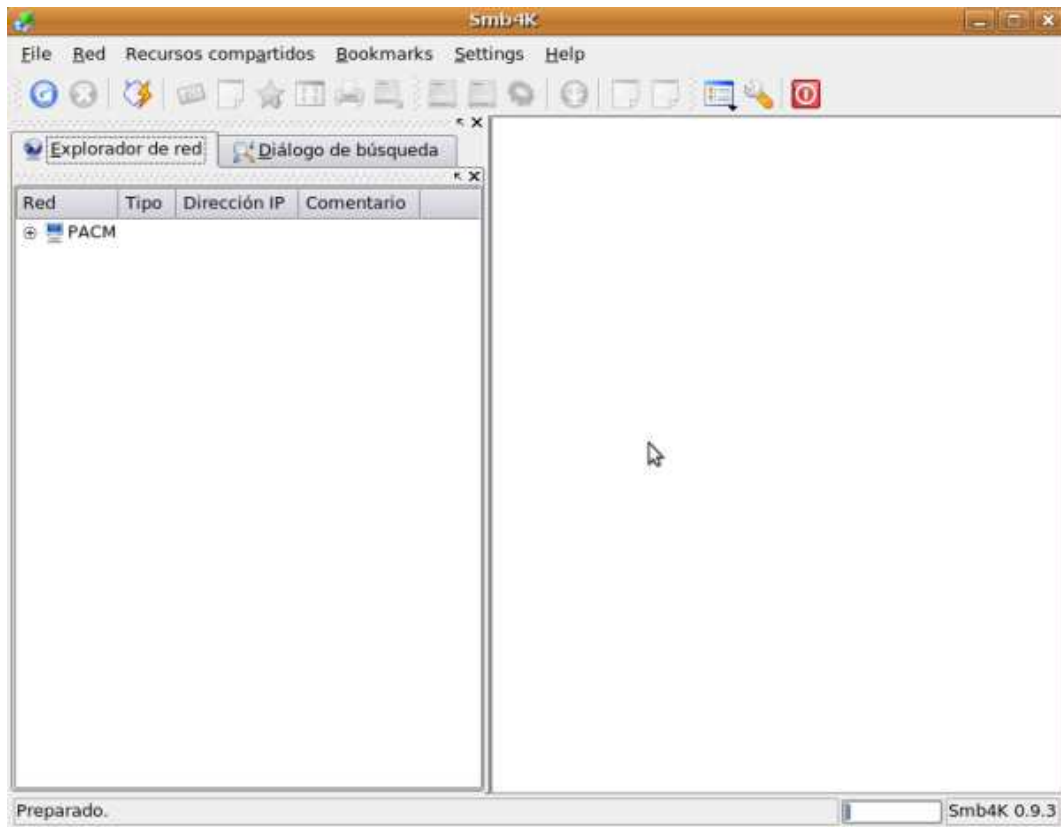 Smb4K
File Red Recursos compartidos Bookmarks Settings Help
Explorador de red Diálogo de búsqueda
Red Tipo Dirección IP Comentario
PACM
Preparado. Smb4K 0.9.3